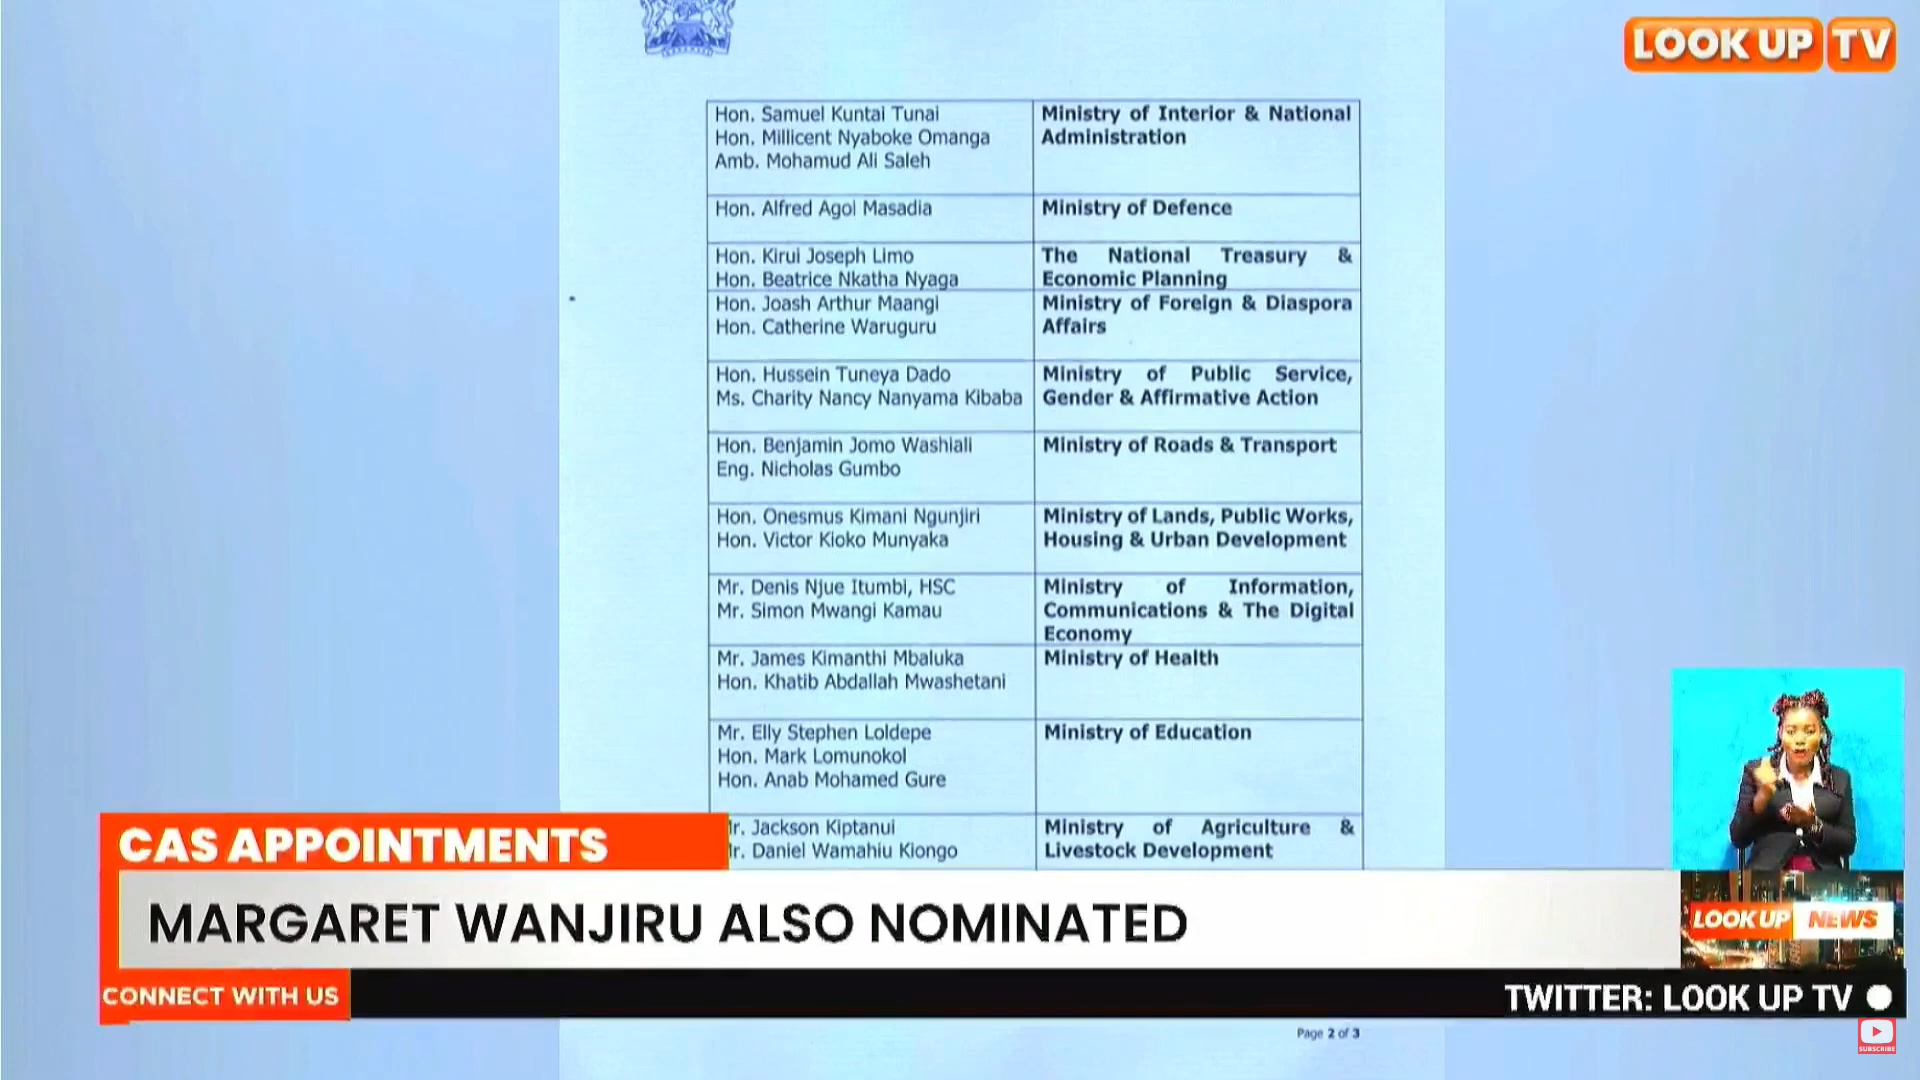 LOOK UP TV
Hon. Samuel Kuntai Tunai
Hon. Millicent Nyaboke Omanga
Amb. Mohamud Ali Saleh
Ministry of Interior & National
Administration
Hon. Alfred Agoi Masadia
Ministry of Defence
Hon. Kirui Joseph Limo
Hon. Beatrice Nkatha Nyaga
The National Treasury &
Economic Planning
Hon. Joash Arthur Maangi
Hon. Catherine Waruguru
Ministry of Foreign & Diaspora
Affairs
Hon. Hussein Tuneya Dado
Ms. Charity Nancy Nanyama Kibaba
Ministry of Public Service,
Gender & Affirmative Action
Hon. Benjamin Jomo Washiali
Eng. Nicholas Gumbo
Ministry of Roads & Transport
Hon. Onesmus Kimani Ngunjiri
Hon. Victor Kioko Munyaka
Ministry of Lands, Public Works,
Housing & Urban Development
Mr. Denis Njue Itumbi, HSC
Mr. Simon Mwangi Kamau
Ministry of Information,
Communications & The Digital
Economy
Mr. James Kimanthi Mbaluka
Hon. Khatib Abdallah Mwashetani
Ministry of Health
Mr. Elly Stephen Loldepe
Hon. Mark Lomunokol
Hon. Anab Mohamed Gure
Ministry of Education
r. Jackson Kiptanui
r. Daniel Wamahiu Kiongo
Ministry of Agriculture &
Livestock Development
CAS APPOINTMENTS
MARGARET WANJIRU ALSO NOMINATED
LOOK UP NEWS
CONNECT WITH US
TWITTER: LOOK UP TV
SUBSCRIBE
Page 2 of 3